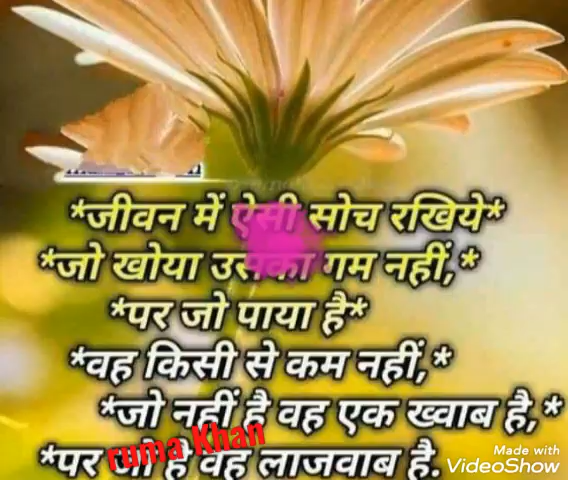 *जीवन में ऐसी सोच रखिये*
*जो खोया उसका गम नहीं,*
*पर जो पाया है*
*वह किसी से कम नहीं,*
*जो नहीं है वह एक ख्वाब है,*
*पर जो है वह लाजवाब है.
ruma Khan
Made with
VideoShow